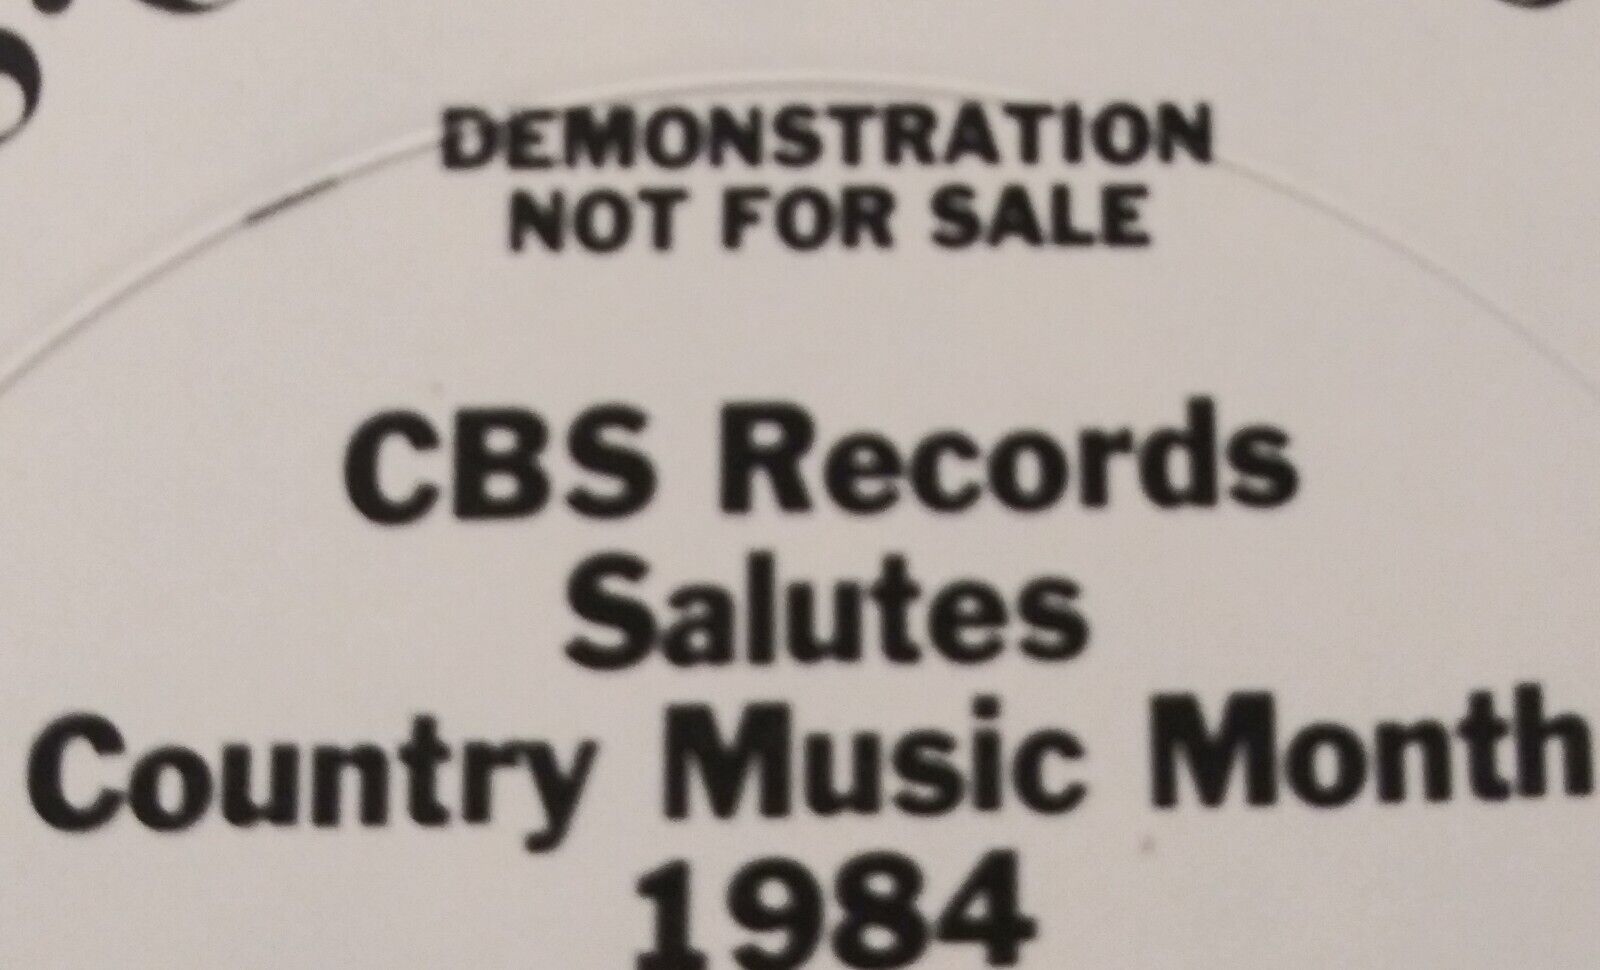 DEMONSTRATION
NOT FOR SALE
CBS Records
Salutes
Country Music Month
1984